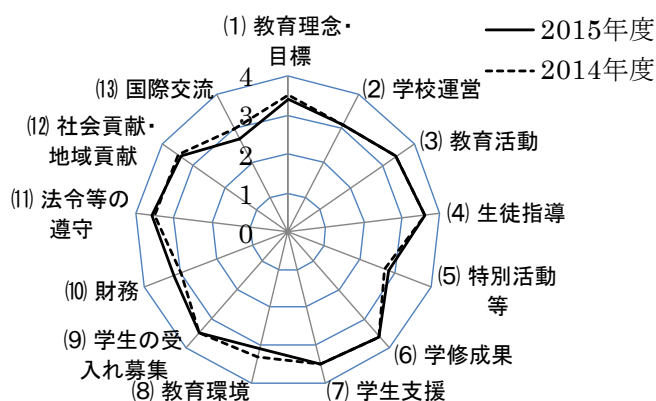 (1) 教育理念・
目標
2015年度
2014年度
4
3
2
1
0
(2) 学校運営
(3) 教育活動
(4) 生徒指導
(5) 特別活動
等
(6) 学修成果
(7) 学生支援
(8) 教育環境
(9) 学生の受
入れ募集
(10) 財務
(11) 法令等の
遵守
(12) 社会貢献・
地域貢献
(13) 国際交流